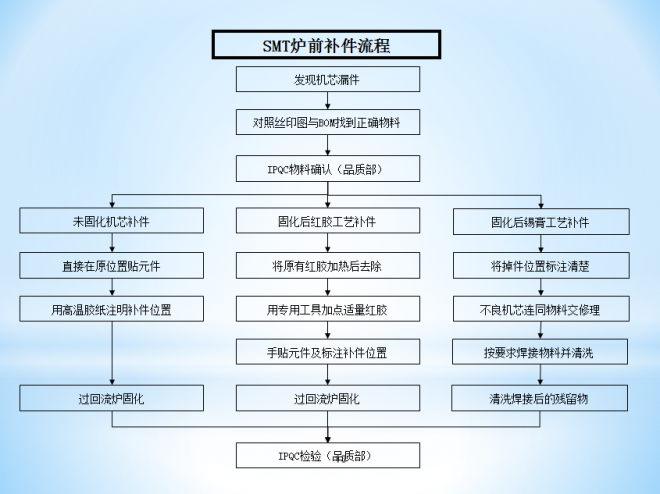 SMT炉前补件流程
发现机芯漏件
对照丝印图与BOM找到正确物料
IPQC物料确认（品质部）
未固化机芯补件
固化后红胶工艺补件
固化后锡膏工艺补件
直接在原位置贴元件
将原有红胶加热后去除
将掉件位置标注清楚
用高温胶纸注明补件位置
用专用工具加点适量红胶
不良机芯连同物料交修理
手贴元件及标注补件位置
按要求焊接物料并清洗
过回流炉固化
过回流炉固化
清洗焊接后的残留物
IPQC检验（品质部）